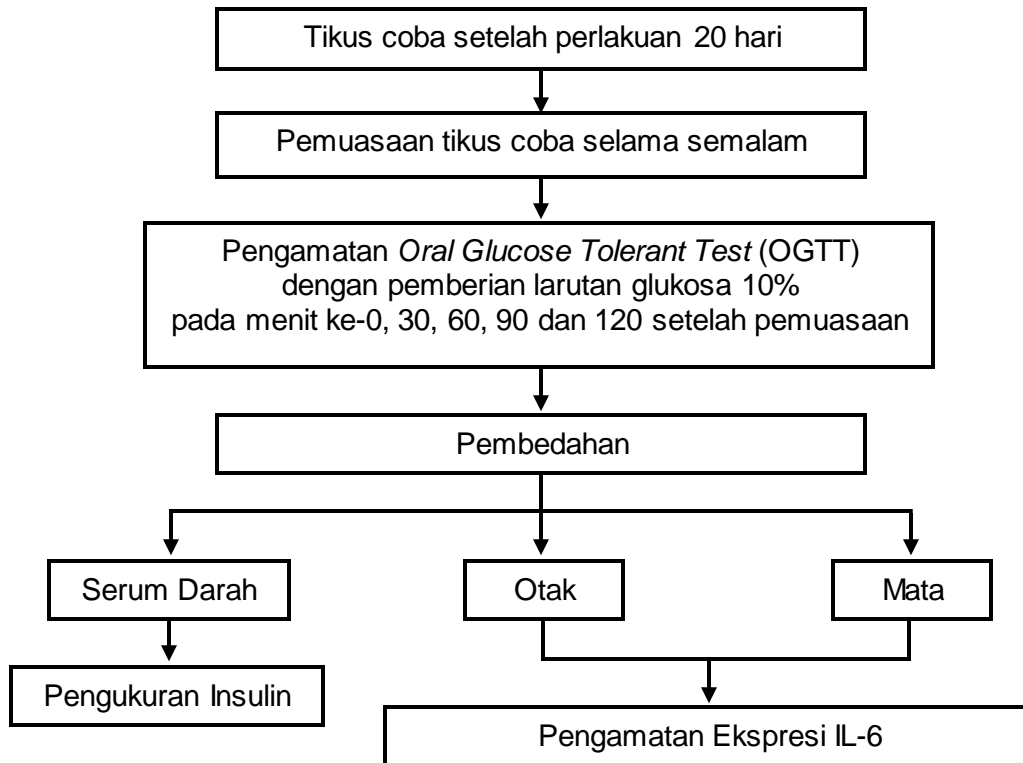 Tikus coba setelah perlakuan 20 hari
Pemuasaan tikus coba selama semalam
Pengamatan Oral Glucose Tolerant Test (OGTT)
dengan pemberian larutan glukosa 10%
pada menit ke-0, 30, 60, 90 dan 120 setelah pemuasaan
Pembedahan
Serum Darah
Otak
Mata
Pengukuran Insulin
Pengamatan Ekspresi IL-6